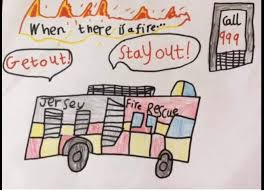 When there is a fire...
Call
999
Get out!
Stay out!
Jersey
Fire Rescue